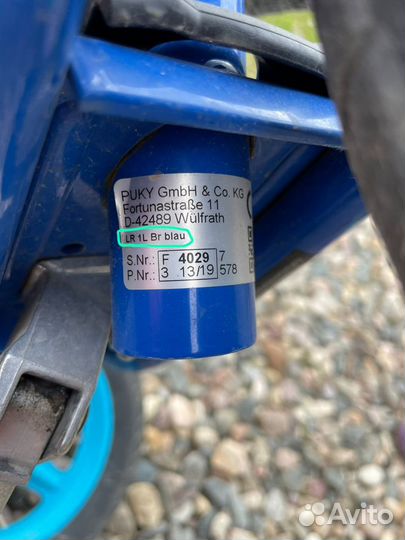 PUKY GmbH & Co. KG
Fortunastraße 11
D-42489 Wülfrath
LR 1L Br blau
S.Nr.: F 4029 7
P.Nr.: 3 13/19 578
Avito